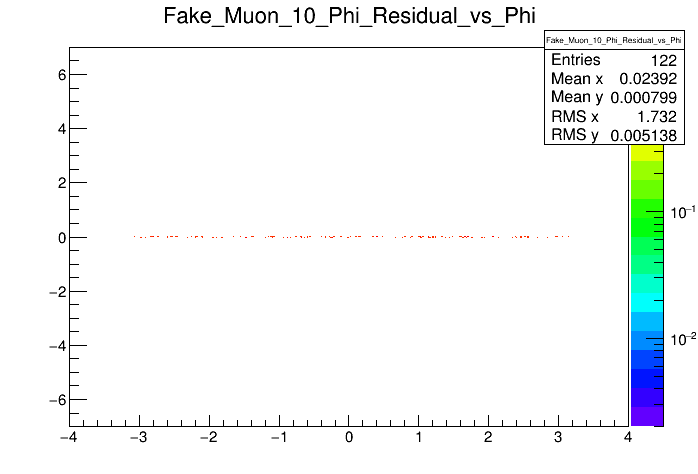 Fake_Muon_10_Phi_Residual_vs_Phi
Fake_Muon_10_Phi_Residual_vs_Phi
Entries 122
Mean x 0.02392
Mean y 0.000799
RMS x 1.732
RMS y 0.005138
6
4
2
0
−2
−4
−6
−4 −3 −2 −1 0 1 2 3 4
10⁻¹
10⁻²